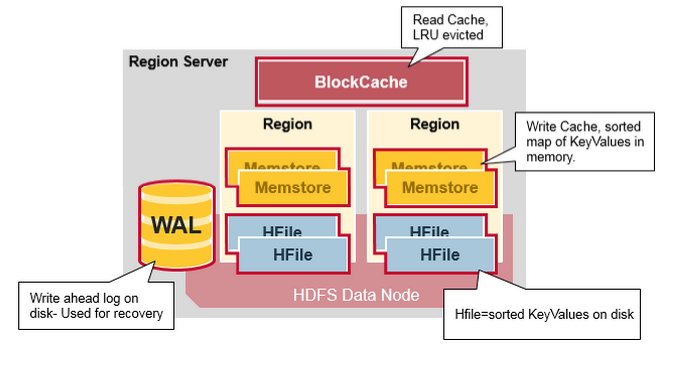 Read Cache,
LRU evicted
Region Server
BlockCache
Region
Region
Write Cache, sorted
map of KeyValues in
memory.
Memstore
Memstore
Memstore
Memstore
WAL
HFile
HFile
HFile
HFile
Write ahead log on
disk- Used for recovery
HDFS Data Node
Hfile=sorted KeyValues on disk